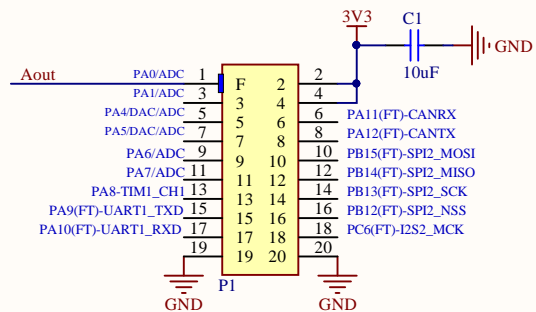 3V3
C1
GND
10uF
Aout
PA0/ADC 1 F 2 2
PA1/ADC 3 3 4 4
PA4/DAC/ADC 5 5 6 6 PA11(FT)-CANRX
PA5/DAC/ADC 7 7 8 8 PA12(FT)-CANTX
PA6/ADC 9 9 10 10 PB15(FT)-SPI2_MOSI
PA7/ADC 11 11 12 12 PB14(FT)-SPI2_MISO
PA8-TIM1_CH1 13 13 14 14 PB13(FT)-SPI2_SCK
PA9(FT)-UART1_TXD 15 15 16 16 PB12(FT)-SPI2_NSS
PA10(FT)-UART1_RXD 17 17 18 18 PC6(FT)-I2S2_MCK
19 19 20 20
P1
GND GND